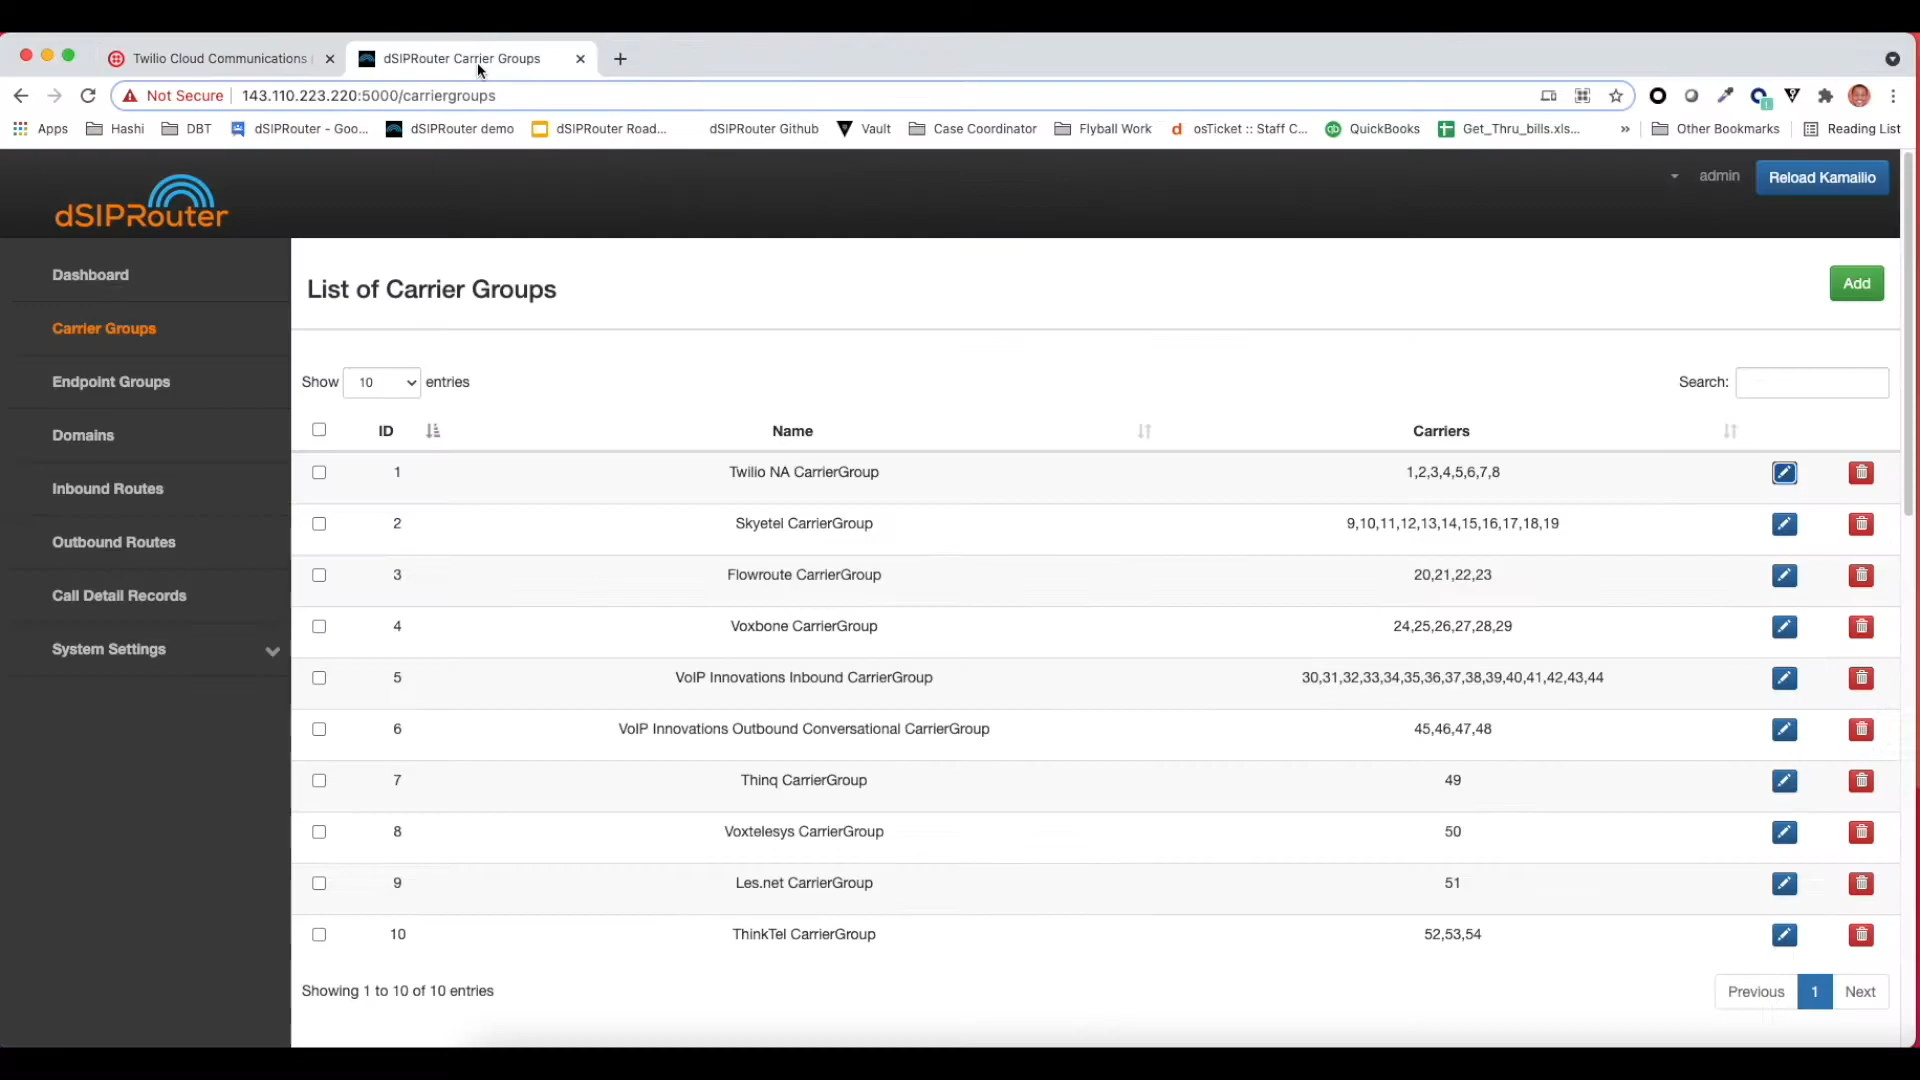 Twilio Cloud Communications
dSIPRouter Carrier Groups
Not Secure 143.110.223.220:5000/carriergroups
Apps Hashi DBT dSIPRouter - Goo... dSIPRouter demo dSIPRouter Road... dSIPRouter Github Vault Case Coordinator Flyball Work osTicket :: Staff C... QuickBooks Get_Thru_bills.xls... » Other Bookmarks Reading List
dSIPRouter
admin Reload Kamailio
Dashboard
Carrier Groups
Endpoint Groups
Domains
Inbound Routes
Outbound Routes
Call Detail Records
System Settings
List of Carrier Groups Add
Show 10 entries Search:
ID Name Carriers
1 Twilio NA CarrierGroup 1,2,3,4,5,6,7,8
2 Skyetel CarrierGroup 9,10,11,12,13,14,15,16,17,18,19
3 Flowroute CarrierGroup 20,21,22,23
4 Voxbone CarrierGroup 24,25,26,27,28,29
5 VoIP Innovations Inbound CarrierGroup 30,31,32,33,34,35,36,37,38,39,40,41,42,43,44
6 VoIP Innovations Outbound Conversational CarrierGroup 45,46,47,48
7 Thinq CarrierGroup 49
8 Voxtelesys CarrierGroup 50
9 Les.net CarrierGroup 51
10 ThinkTel CarrierGroup 52,53,54
Showing 1 to 10 of 10 entries Previous 1 Next